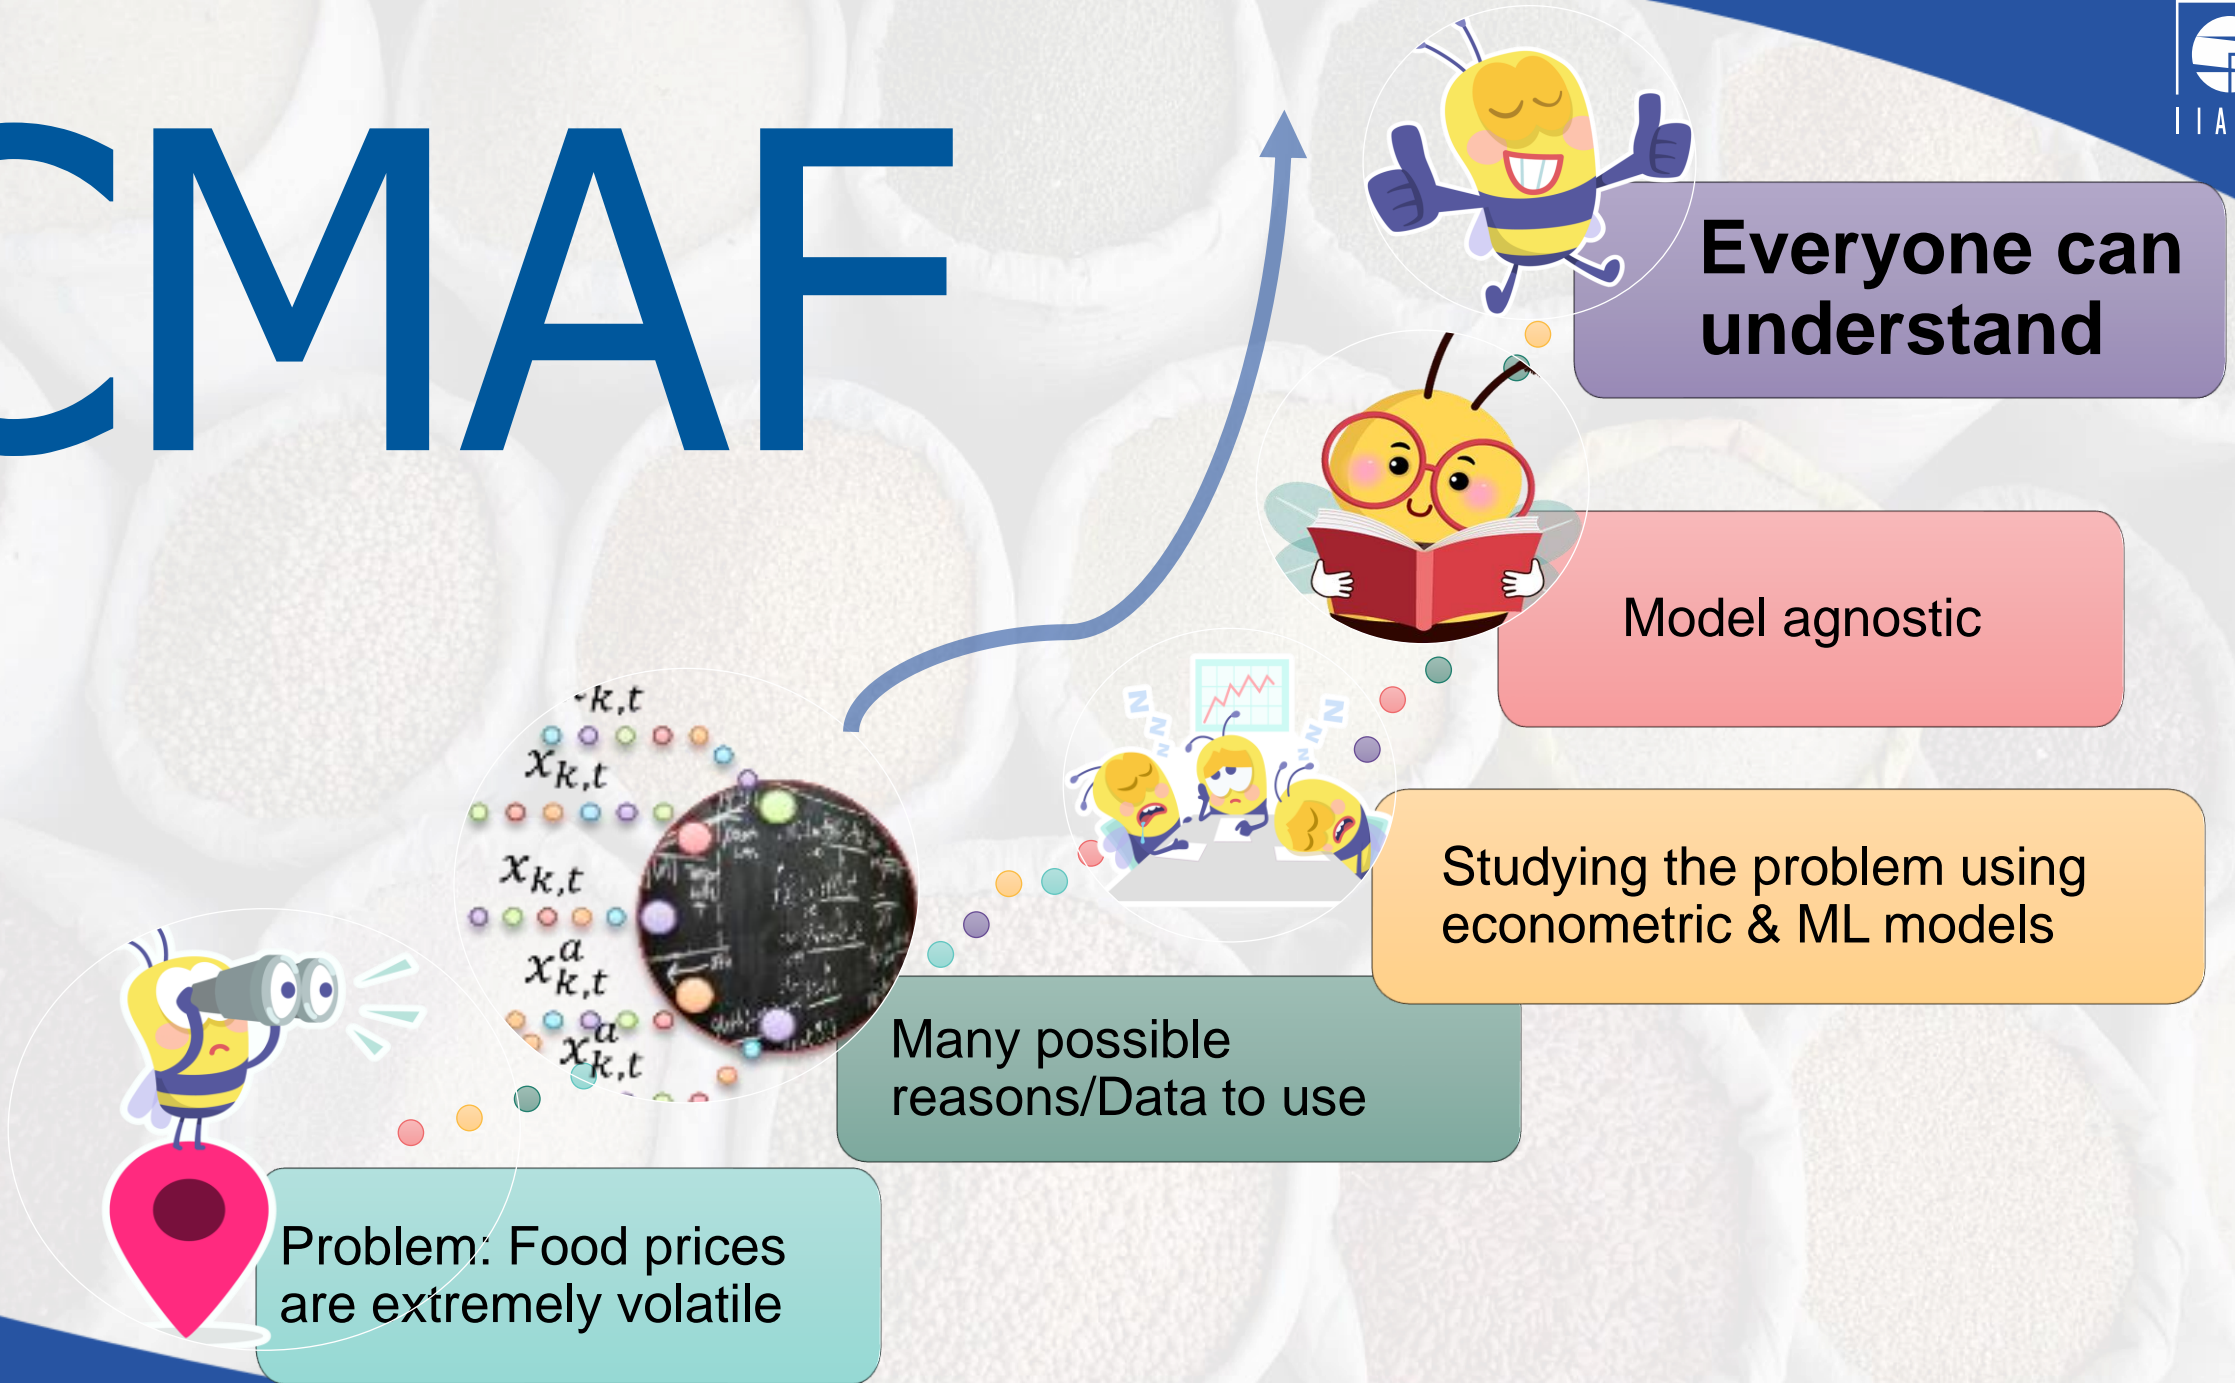 CMAF
IIA
Everyone can
understand
Model agnostic
Studying the problem using
econometric & ML models
N
N
N
N
N
N
N
N
x k,t
x k,t
x^a k,t
x^a k,t
Many possible
reasons/Data to use
Problem: Food prices
are extremely volatile